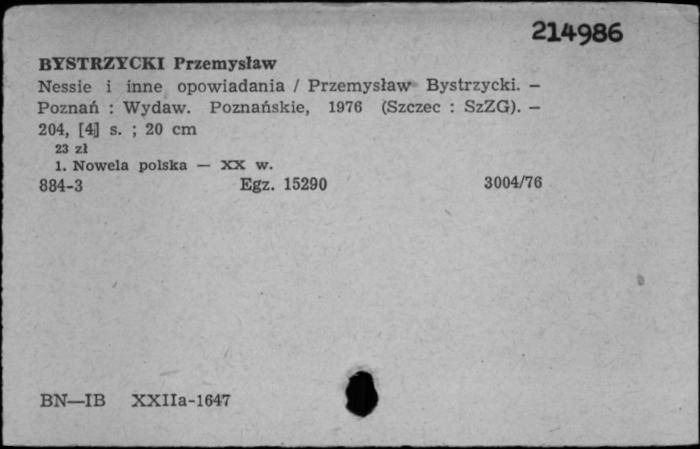 214986
BYSTRZYCKI Przemysław
Nessie i inne opowiadania / Przemysław Bystrzycki. —
Poznań : Wydaw. Poznańskie, 1976 (Szczec : SzZG). —
204, [4] s. ; 20 cm
23 zł
1. Nowela polska — XX w.
884-3 Egz. 15290 3004/76
BN—IB XXIIa-1647